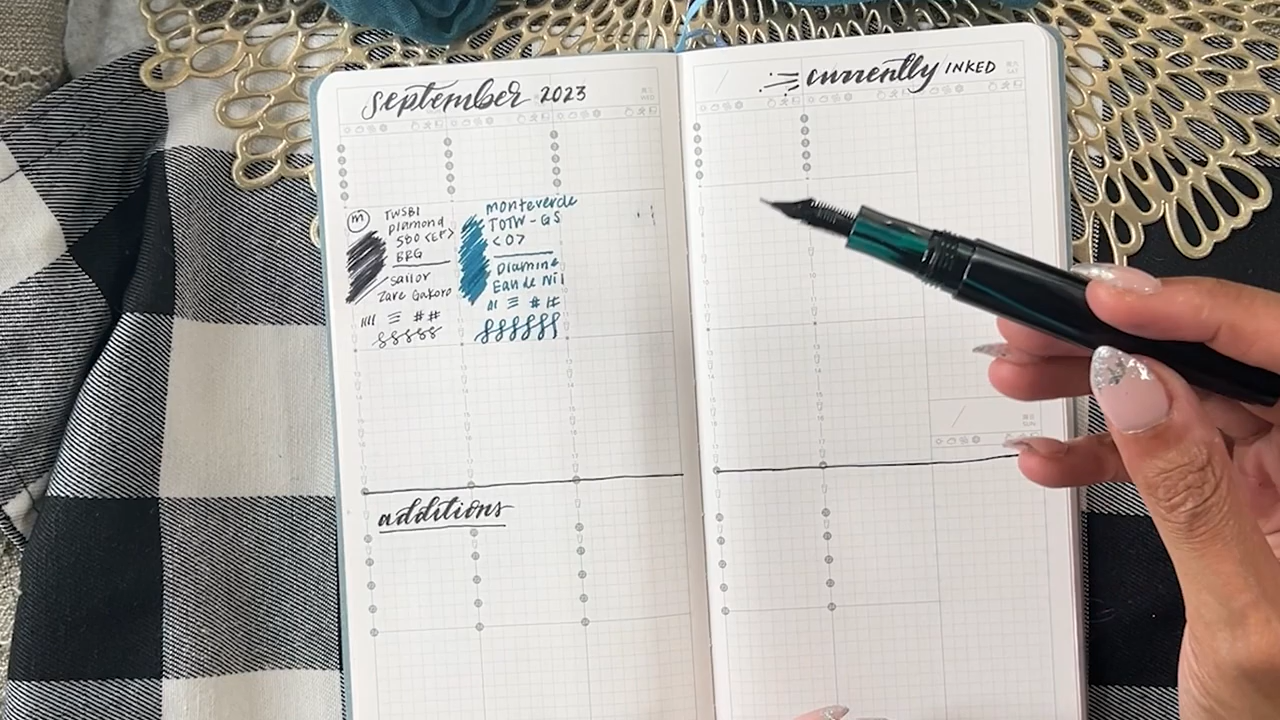 september 2023
currently INKED
m
TWSBI
Diamond
580 <EF>
BRG
Sailor
Zare Gakoro
monteverde
TOTW - GS
<O>
Diamine
Eau de Nil
additions